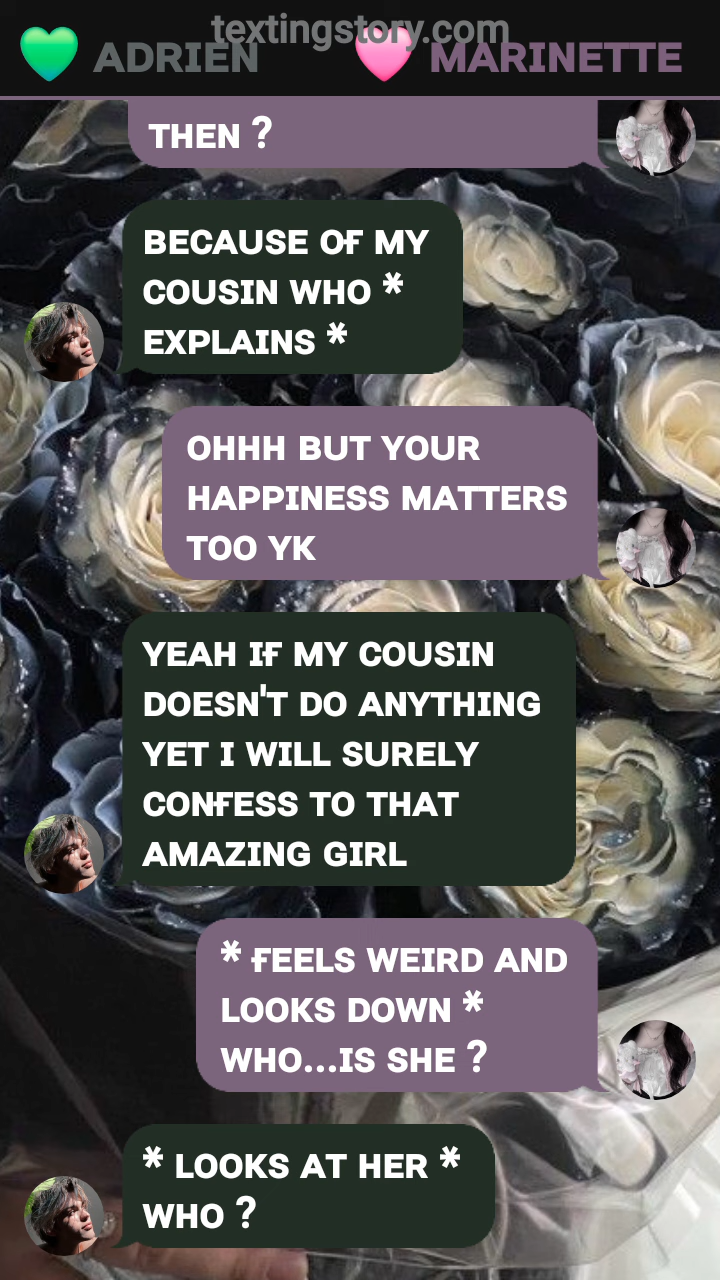 textingstory.com
💚 ADRIEN 🩷 MARINETTE
THEN ?
BECAUSE OF MY
COUSIN WHO *
EXPLAINS *
OHHH BUT YOUR
HAPPINESS MATTERS
TOO YK
YEAH IF MY COUSIN
DOESN'T DO ANYTHING
YET I WILL SURELY
CONFESS TO THAT
AMAZING GIRL
* FEELS WEIRD AND
LOOKS DOWN *
WHO...IS SHE ?
* LOOKS AT HER *
WHO ?